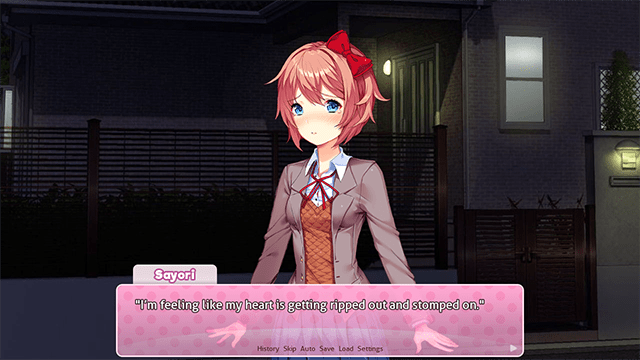 Sayori
"I'm feeling like my heart is getting ripped out and stomped on."
History Skip Auto Save Load Settings